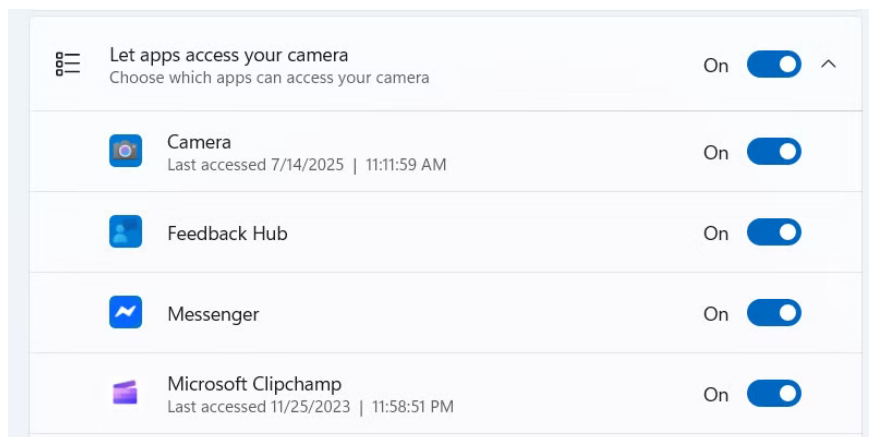 Let apps access your camera
Choose which apps can access your camera
On
Camera
Last accessed 7/14/2025 | 11:11:59 AM
On
Feedback Hub
On
Messenger
On
Microsoft Clipchamp
Last accessed 11/25/2023 | 11:58:51 PM
On